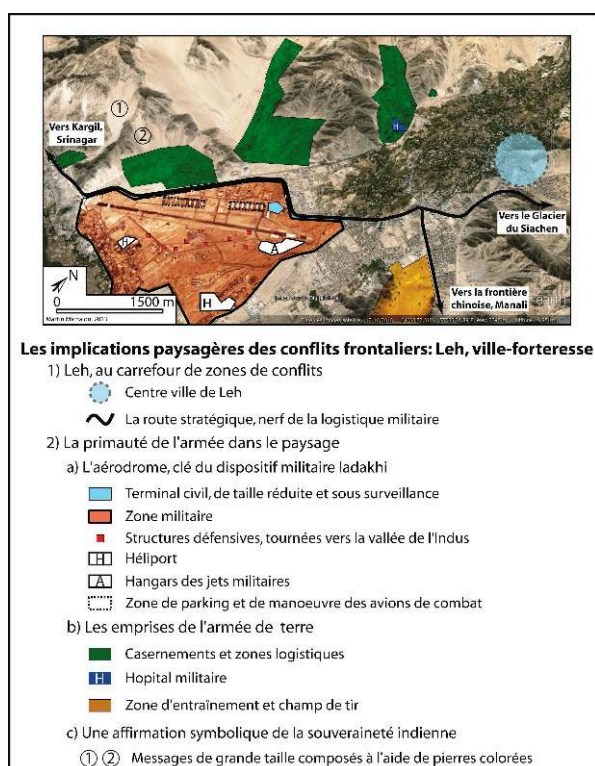 ①
②
Vers Kargil,
Srinagar
H
Vers le Glacier
du Siachen
H
A
H
Vers la frontière
chinoise, Manali
N
0 1500 m
Martin Michalon, 2013
Les implications paysagères des conflits frontaliers: Leh, ville-forteresse
1) Leh, au carrefour de zones de conflits
Centre ville de Leh
La route stratégique, nerf de la logistique militaire
2) La primauté de l'armée dans le paysage
a) L'aérodrome, clé du dispositif militaire ladakhi
Terminal civil, de taille réduite et sous surveillance
Zone militaire
Structures défensives, tournées vers la vallée de l'Indus
H Héliport
A Hangars des jets militaires
Zone de parking et de manoeuvre des avions de combat
b) Les emprises de l'armée de terre
Casernements et zones logistiques
H Hopital militaire
Zone d'entraînement et champ de tir
c) Une affirmation symbolique de la souveraineté indienne
① ② Messages de grande taille composés à l'aide de pierres colorées